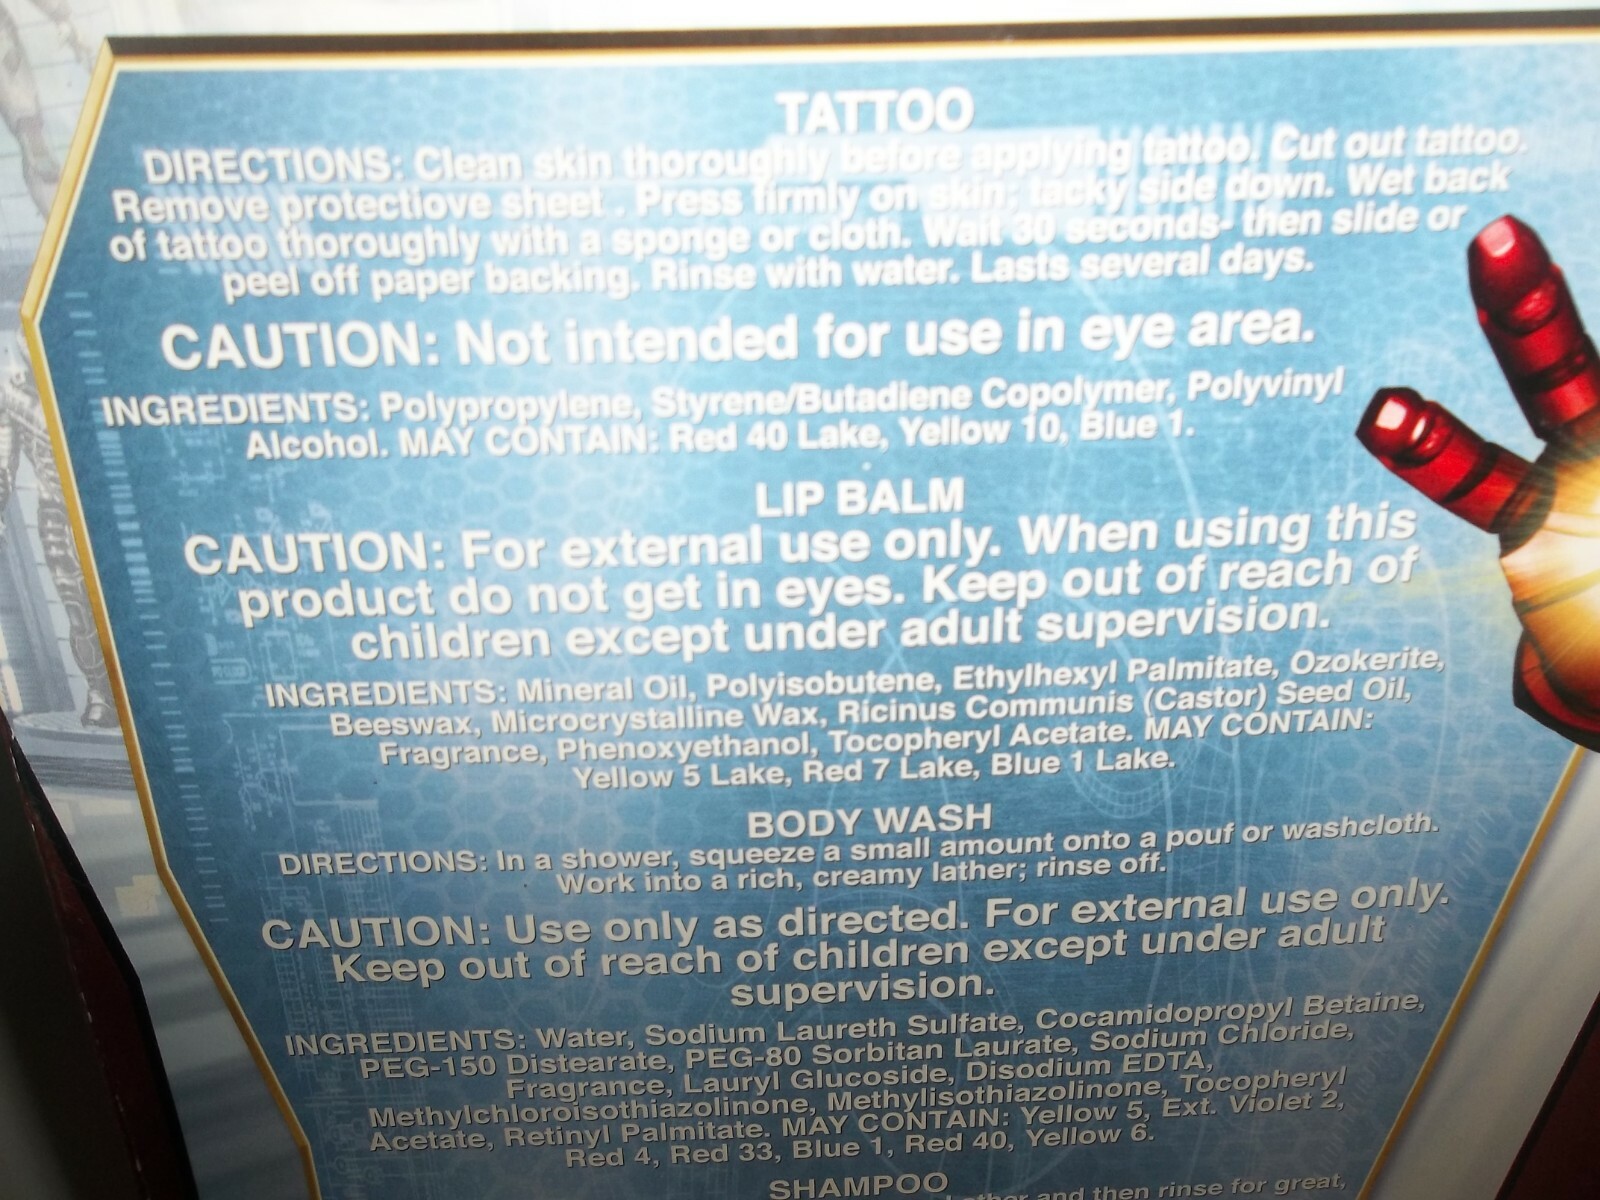 TATTOO
DIRECTIONS: Clean skin thoroughly before applying tattoo. Cut out tattoo.
Remove protectiove sheet . Press firmly on skin; tacky side down. Wet back
of tattoo thoroughly with a sponge or cloth. Wait 30 seconds- then slide or
peel off paper backing. Rinse with water. Lasts several days.
CAUTION: Not intended for use in eye area.
INGREDIENTS: Polypropylene, Styrene/Butadiene Copolymer, Polyvinyl
Alcohol. MAY CONTAIN: Red 40 Lake, Yellow 10, Blue 1.
LIP BALM
CAUTION: For external use only. When using this
product do not get in eyes. Keep out of reach of
children except under adult supervision.
INGREDIENTS: Mineral Oil, Polyisobutene, Ethylhexyl Palmitate, Ozokerite,
Beeswax, Microcrystalline Wax, Ricinus Communis (Castor) Seed Oil,
Fragrance, Phenoxyethanol, Tocopheryl Acetate. MAY CONTAIN:
Yellow 5 Lake, Red 7 Lake, Blue 1 Lake.
BODY WASH
DIRECTIONS: In a shower, squeeze a small amount onto a pouf or washcloth.
Work into a rich, creamy lather; rinse off.
CAUTION: Use only as directed. For external use only.
Keep out of reach of children except under adult
supervision.
INGREDIENTS: Water, Sodium Laureth Sulfate, Cocamidopropyl Betaine,
PEG-150 Distearate, PEG-80 Sorbitan Laurate, Sodium Chloride,
Fragrance, Lauryl Glucoside, Disodium EDTA,
Methylchloroisothiazolinone, Methylisothiazolinone, Tocopheryl
Acetate, Retinyl Palmitate. MAY CONTAIN: Yellow 5, Ext. Violet 2,
Red 4, Red 33, Blue 1, Red 40, Yellow 6.
SHAMPOO
and then rinse for great,